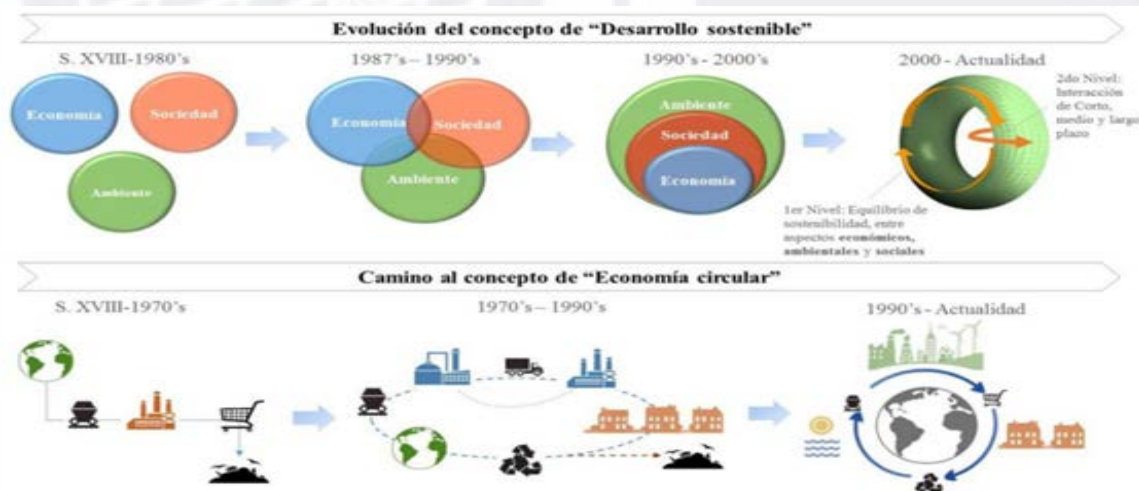 Evolución del concepto de “Desarrollo sostenible”
S. XVIII-1980’s
1987’s – 1990’s
1990’s - 2000’s
2000 - Actualidad
Economía
Sociedad
Ambiente
Economía
Sociedad
Ambiente
Ambiente
Sociedad
Economía
2do Nivel:
Interacción
de Corto,
medio y largo
plazo
1er Nivel: Equilibrio de
sostenibilidad, entre
aspectos económicos,
ambientales y sociales
Camino al concepto de “Economía circular”
S. XVIII-1970’s
1970’s – 1990’s
1990’s - Actualidad